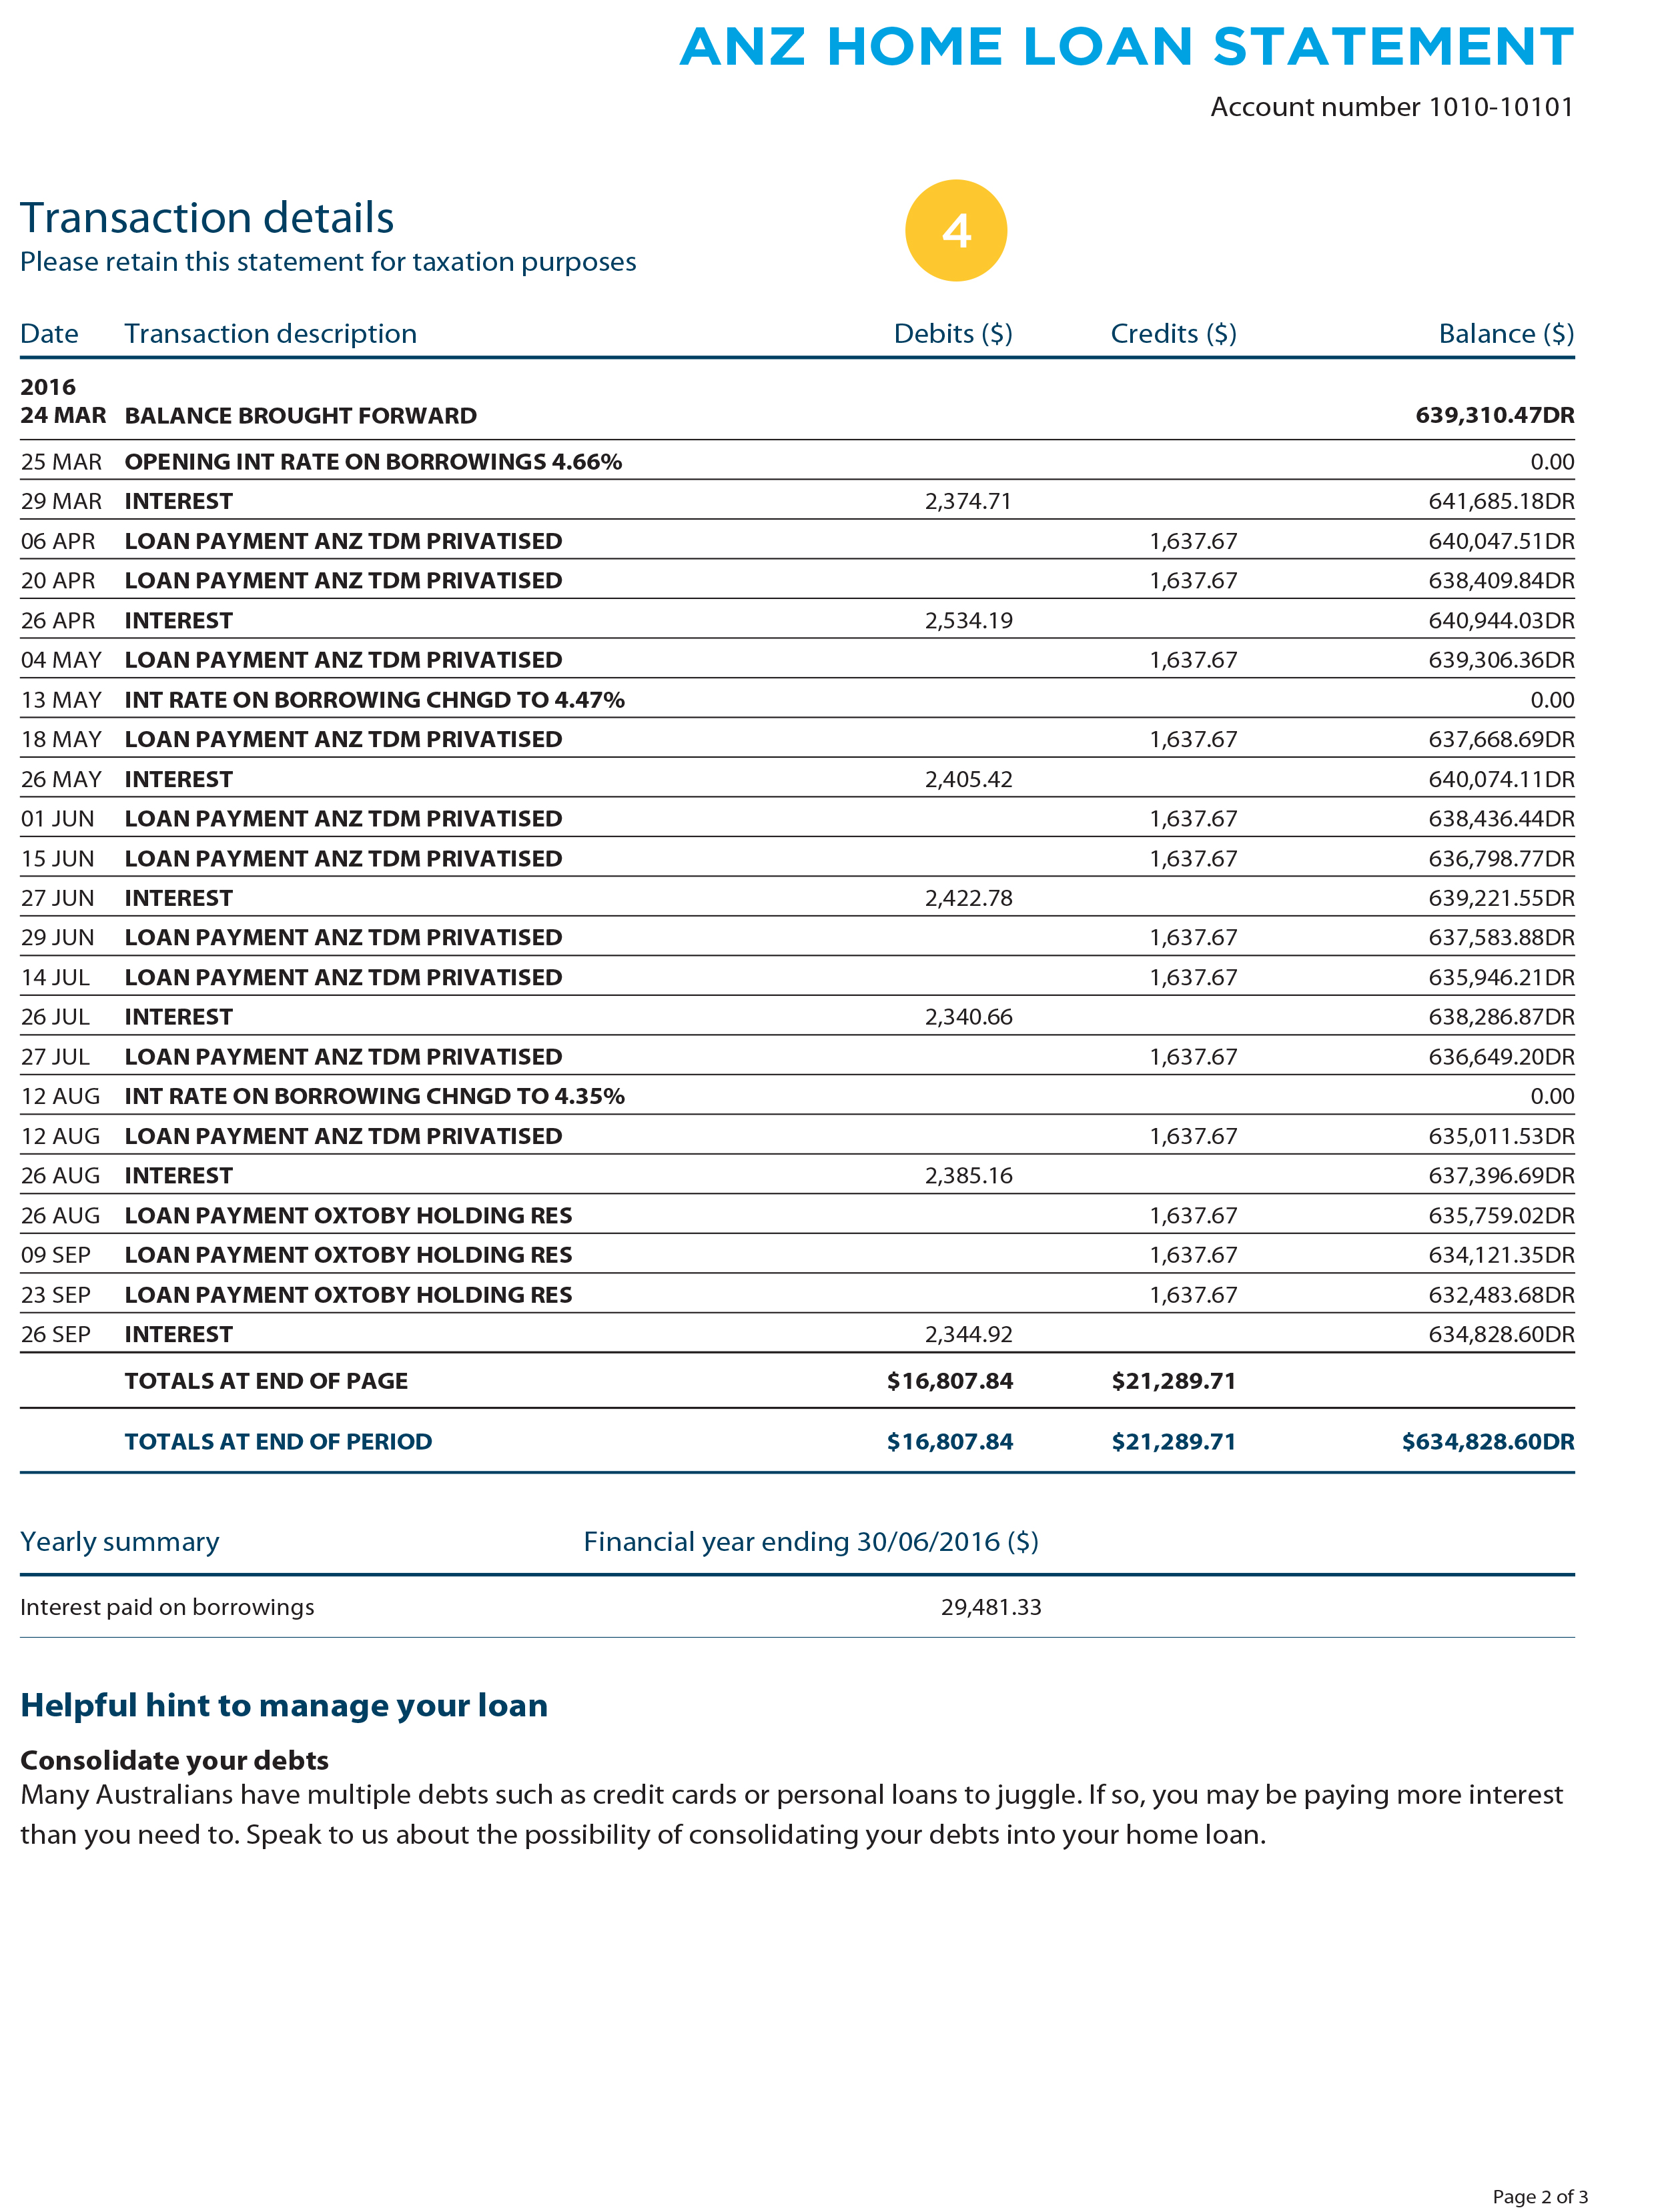 ANZ HOME LOAN STATEMENT
Account number 1010-10101
4
Transaction details
Please retain this statement for taxation purposes
Date Transaction description Debits ($) Credits ($) Balance ($)
2016
24 MAR BALANCE BROUGHT FORWARD 639,310.47DR
25 MAR OPENING INT RATE ON BORROWINGS 4.66% 0.00
29 MAR INTEREST 2,374.71 641,685.18DR
06 APR LOAN PAYMENT ANZ TDM PRIVATISED 1,637.67 640,047.51DR
20 APR LOAN PAYMENT ANZ TDM PRIVATISED 1,637.67 638,409.84DR
26 APR INTEREST 2,534.19 640,944.03DR
04 MAY LOAN PAYMENT ANZ TDM PRIVATISED 1,637.67 639,306.36DR
13 MAY INT RATE ON BORROWING CHNGD TO 4.47% 0.00
18 MAY LOAN PAYMENT ANZ TDM PRIVATISED 1,637.67 637,668.69DR
26 MAY INTEREST 2,405.42 640,074.11DR
01 JUN LOAN PAYMENT ANZ TDM PRIVATISED 1,637.67 638,436.44DR
15 JUN LOAN PAYMENT ANZ TDM PRIVATISED 1,637.67 636,798.77DR
27 JUN INTEREST 2,422.78 639,221.55DR
29 JUN LOAN PAYMENT ANZ TDM PRIVATISED 1,637.67 637,583.88DR
14 JUL LOAN PAYMENT ANZ TDM PRIVATISED 1,637.67 635,946.21DR
26 JUL INTEREST 2,340.66 638,286.87DR
27 JUL LOAN PAYMENT ANZ TDM PRIVATISED 1,637.67 636,649.20DR
12 AUG INT RATE ON BORROWING CHNGD TO 4.35% 0.00
12 AUG LOAN PAYMENT ANZ TDM PRIVATISED 1,637.67 635,011.53DR
26 AUG INTEREST 2,385.16 637,396.69DR
26 AUG LOAN PAYMENT OXTOBY HOLDING RES 1,637.67 635,759.02DR
09 SEP LOAN PAYMENT OXTOBY HOLDING RES 1,637.67 634,121.35DR
23 SEP LOAN PAYMENT OXTOBY HOLDING RES 1,637.67 632,483.68DR
26 SEP INTEREST 2,344.92 634,828.60DR
TOTALS AT END OF PAGE $16,807.84 $21,289.71
TOTALS AT END OF PERIOD $16,807.84 $21,289.71 $634,828.60DR
Yearly summary Financial year ending 30/06/2016 ($)
Interest paid on borrowings 29,481.33
Helpful hint to manage your loan
Consolidate your debts
Many Australians have multiple debts such as credit cards or personal loans to juggle. If so, you may be paying more interest
than you need to. Speak to us about the possibility of consolidating your debts into your home loan.
Page 2 of 3